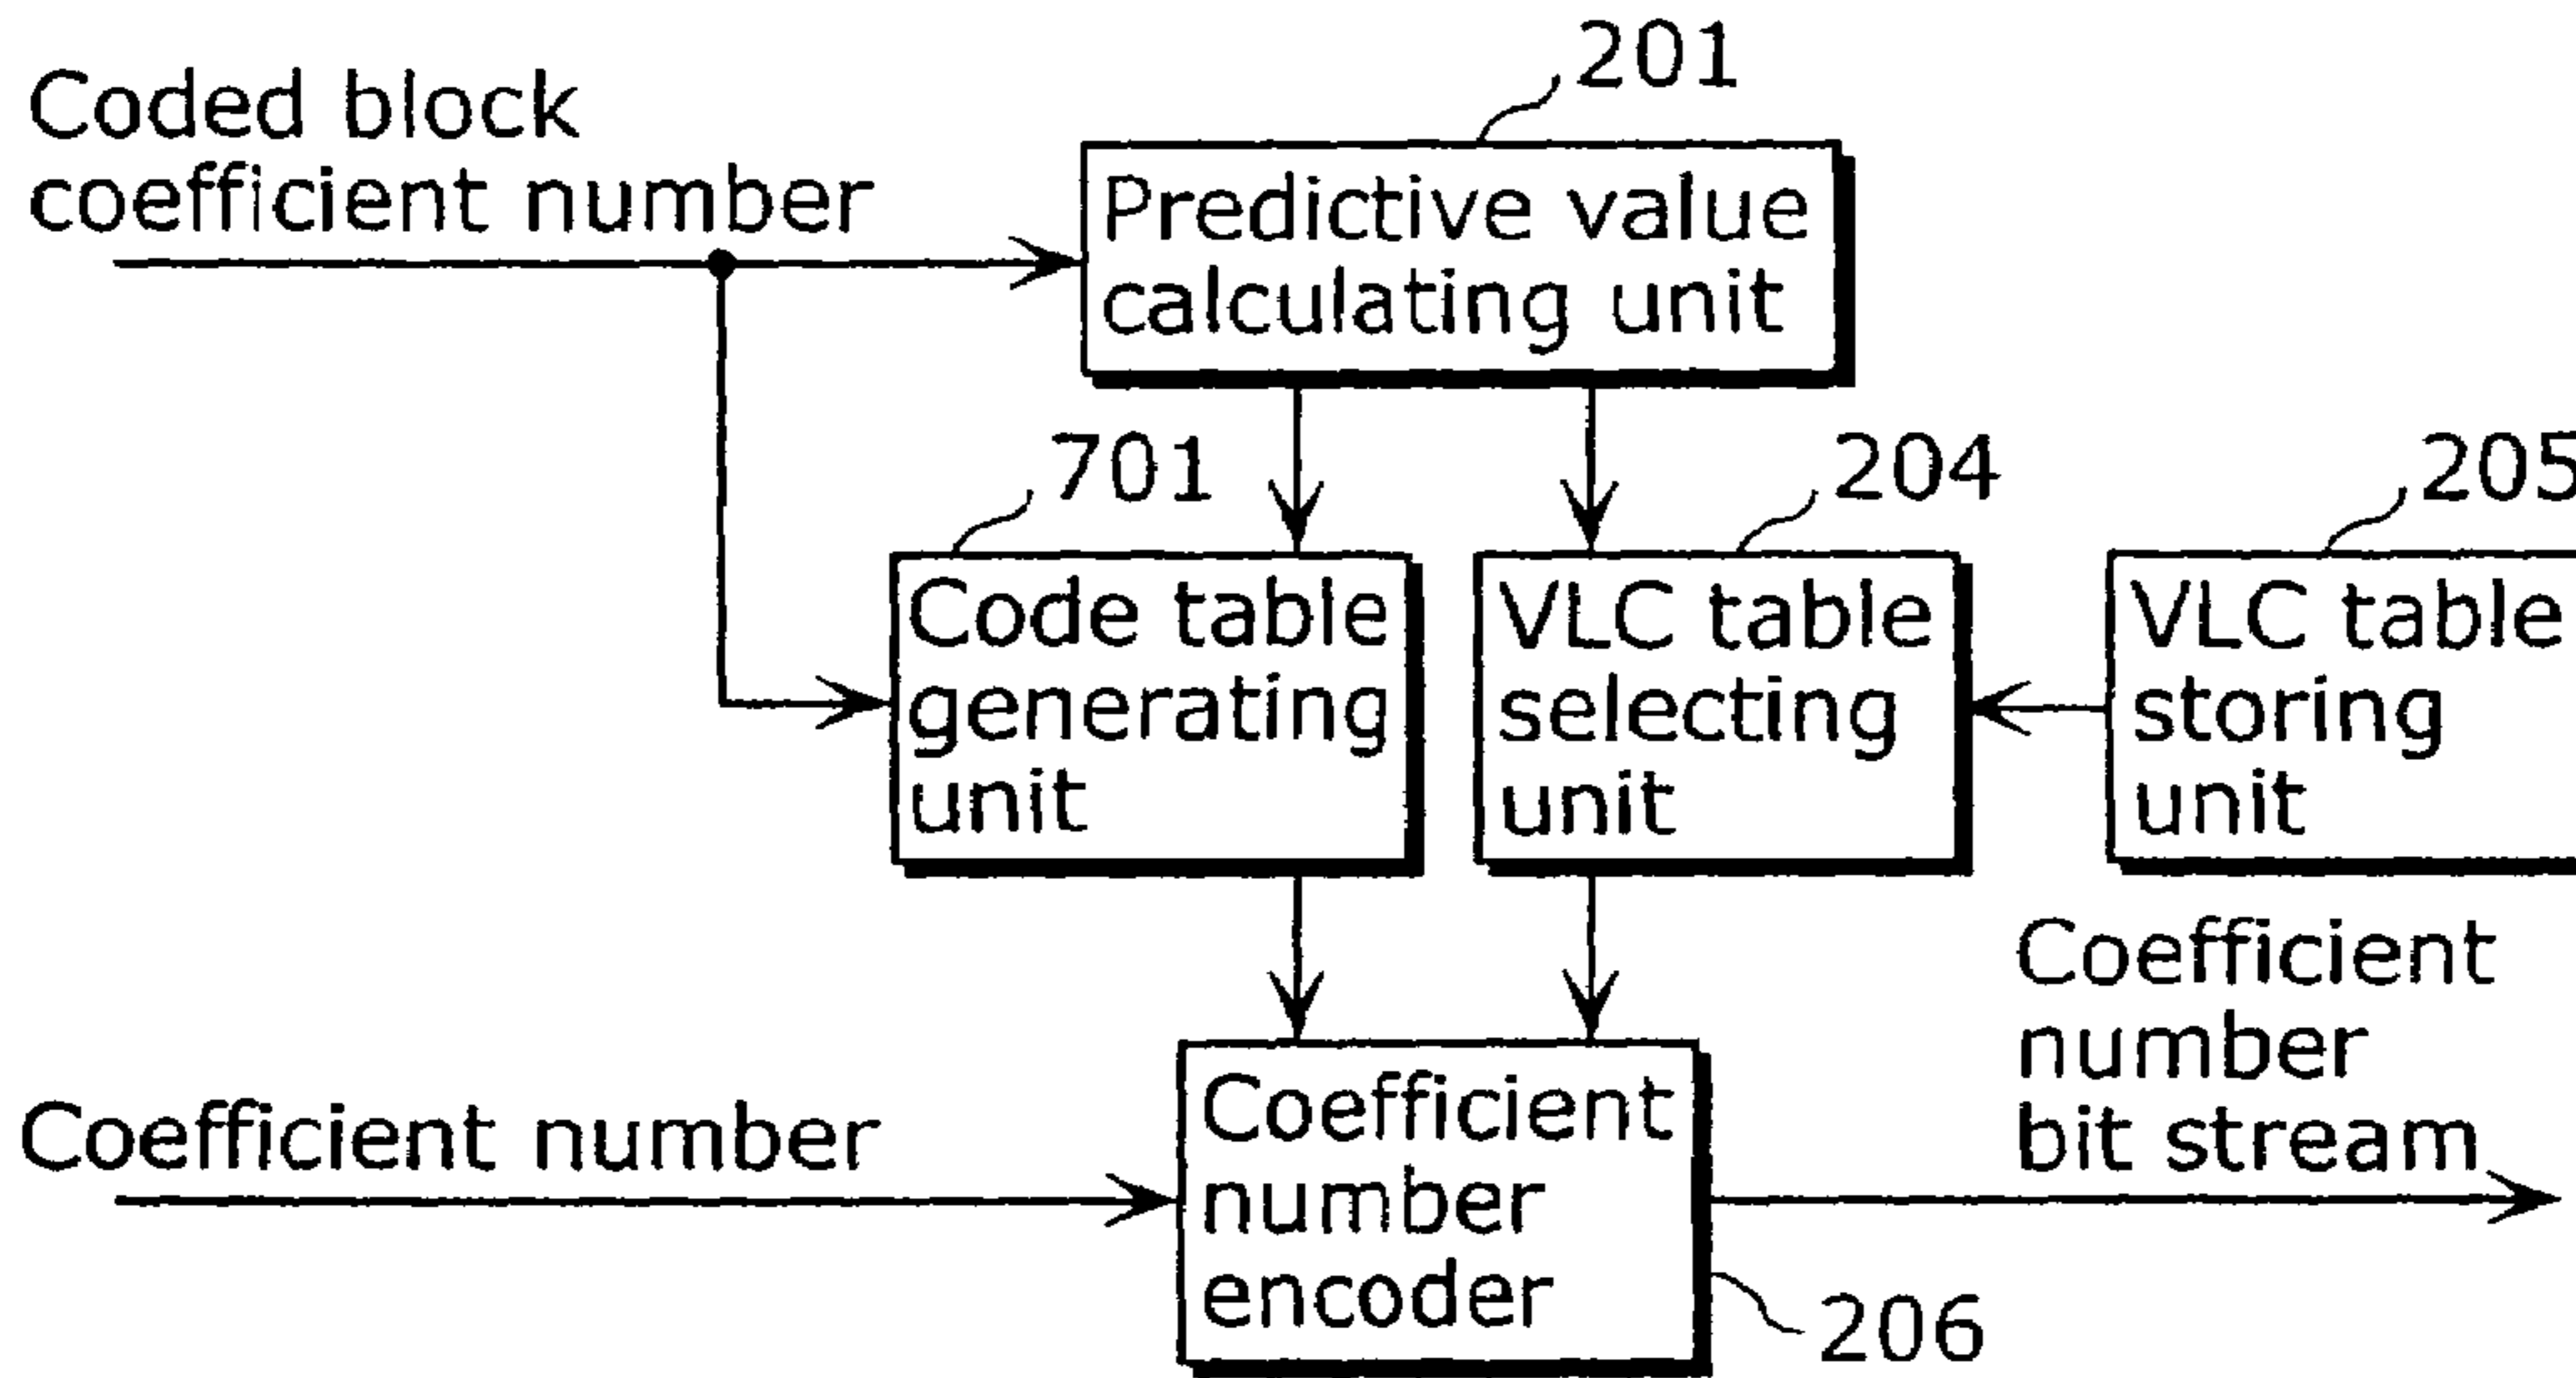 201
Coded block
coefficient number
Predictive value
calculating unit
701
204
205
Code table
generating
unit
VLC table
selecting
unit
VLC table
storing
unit
Coefficient
number
bit stream
Coefficient number
Coefficient
number
encoder
206